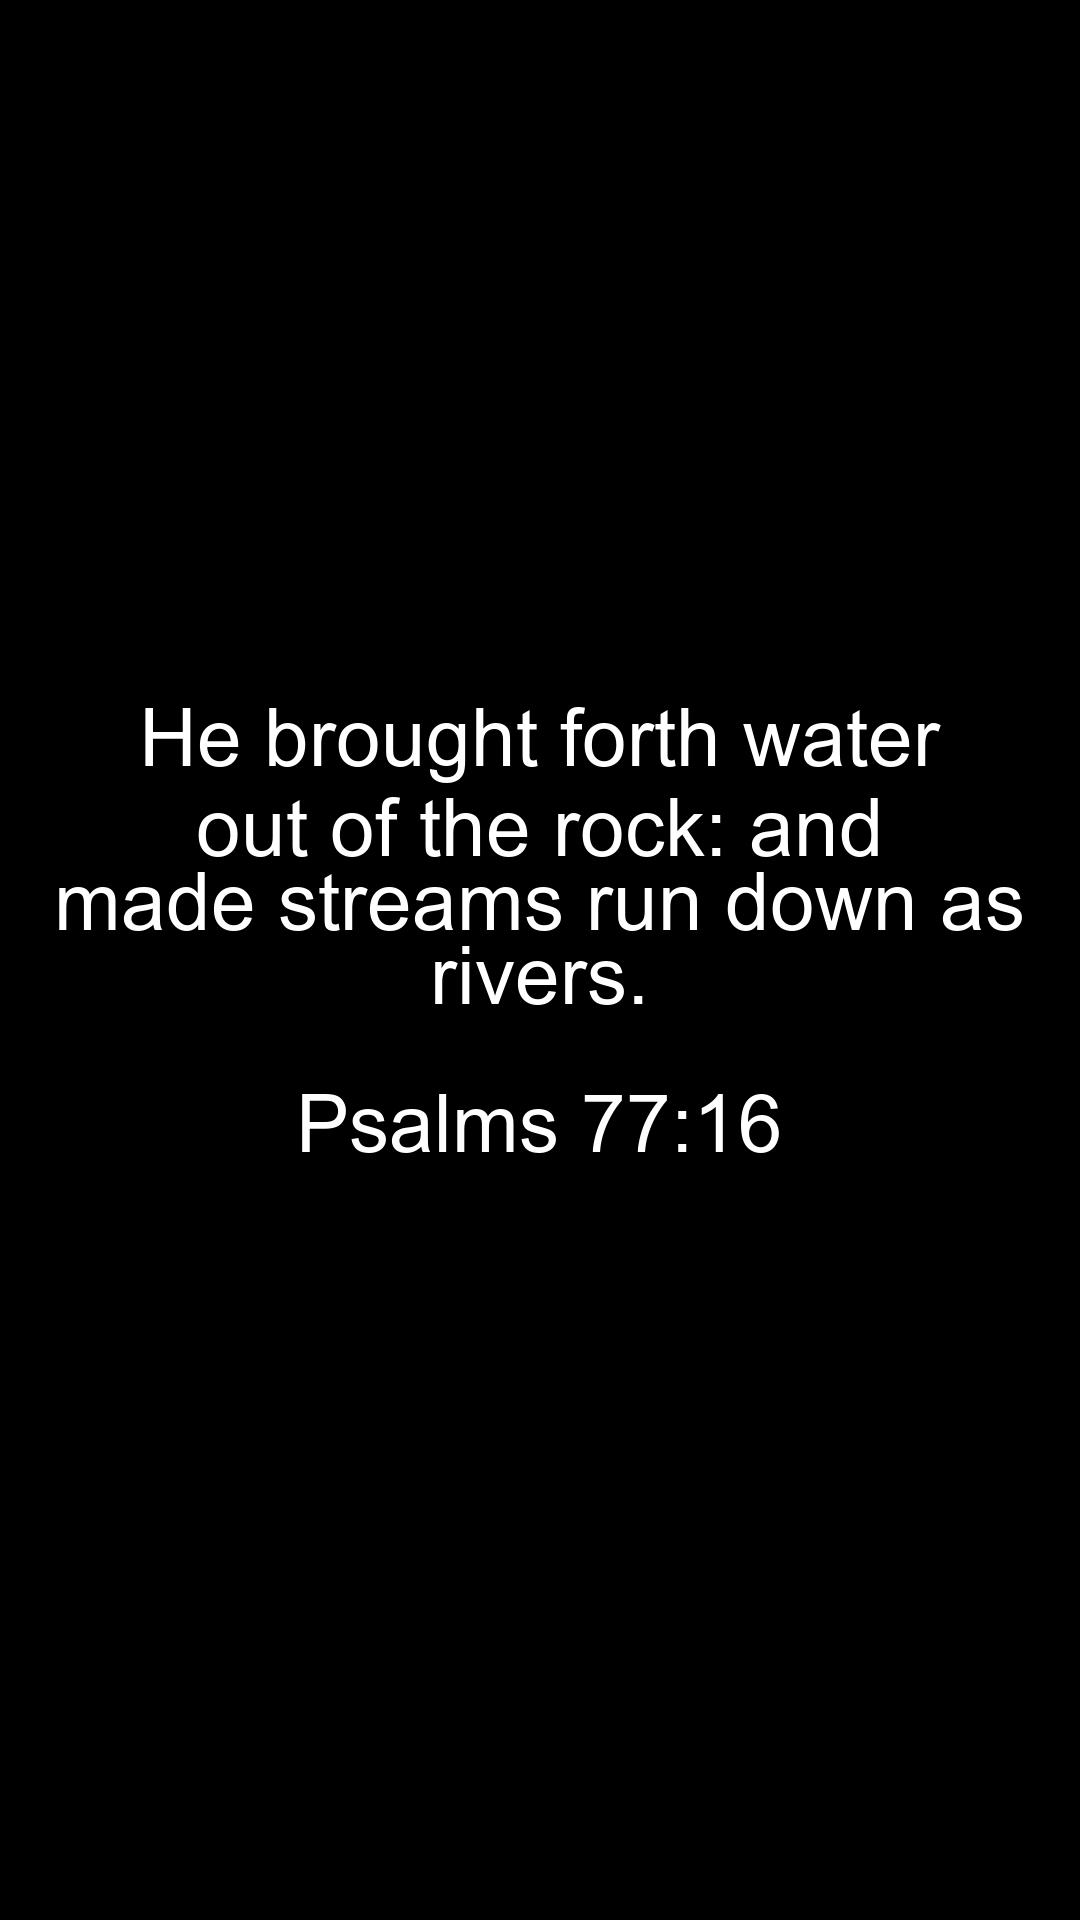 He brought forth water
out of the rock: and
made streams run down as
rivers.
Psalms 77:16